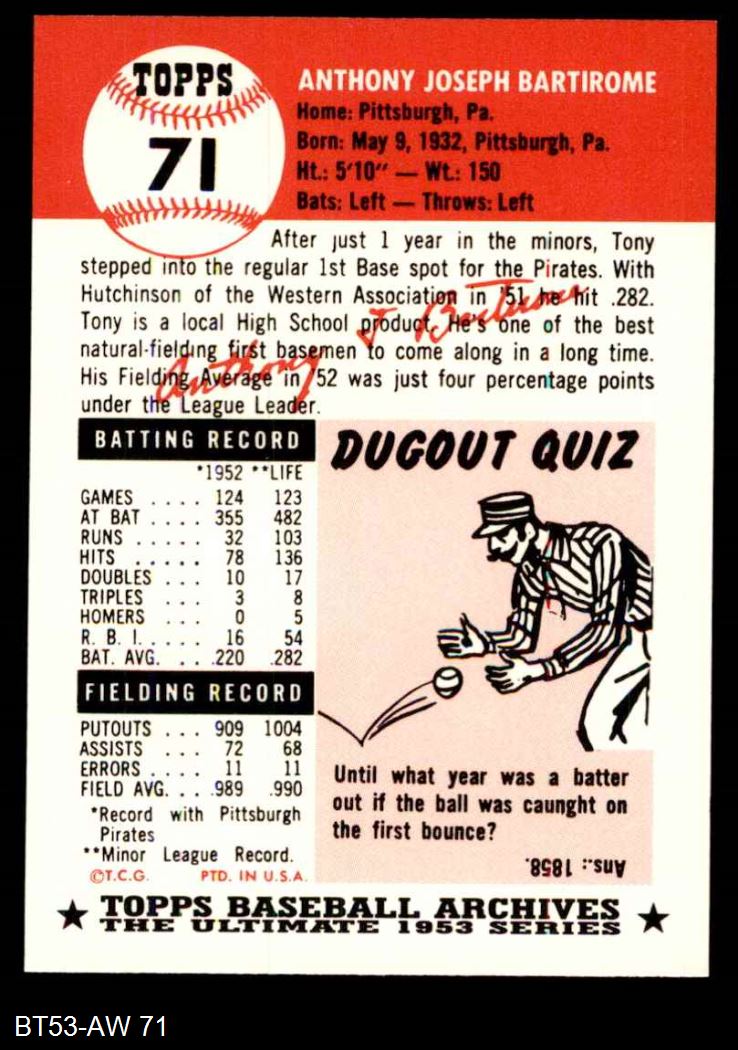 TOPPS
71
ANTHONY JOSEPH BARTIROME
Home: Pittsburgh, Pa.
Born: May 9, 1932, Pittsburgh, Pa.
Ht.: 5'10" — Wt.: 150
Bats: Left — Throws: Left
After just 1 year in the minors, Tony
stepped into the regular 1st Base spot for the Pirates. With
Hutchinson of the Western Association in '51 he hit .282.
Tony is a local High School product. He's one of the best
natural-fielding first basemen to come along in a long time.
His Fielding Average in '52 was just four percentage points
under the League Leader.
Anthony J Bartirome
BATTING RECORD
*1952 **LIFE
GAMES .... 124 123
AT BAT .... 355 482
RUNS .... 32 103
HITS ..... 78 136
DOUBLES ... 10 17
TRIPLES ... 3 8
HOMERS ... 0 5
R. B. I. .... 16 54
BAT. AVG. ... .220 .282
FIELDING RECORD
PUTOUTS ... 909 1004
ASSISTS ... 72 68
ERRORS .... 11 11
FIELD AVG. ... .989 .990
*Record with Pittsburgh
Pirates
**Minor League Record.
©T.C.G. PTD. IN U.S.A.
DUGOUT QUIZ
Until what year was a batter
out if the ball was caunght on
the first bounce?
Ans.: 1858.
TOPPS BASEBALL ARCHIVES
THE ULTIMATE 1953 SERIES
BT53-AW 71